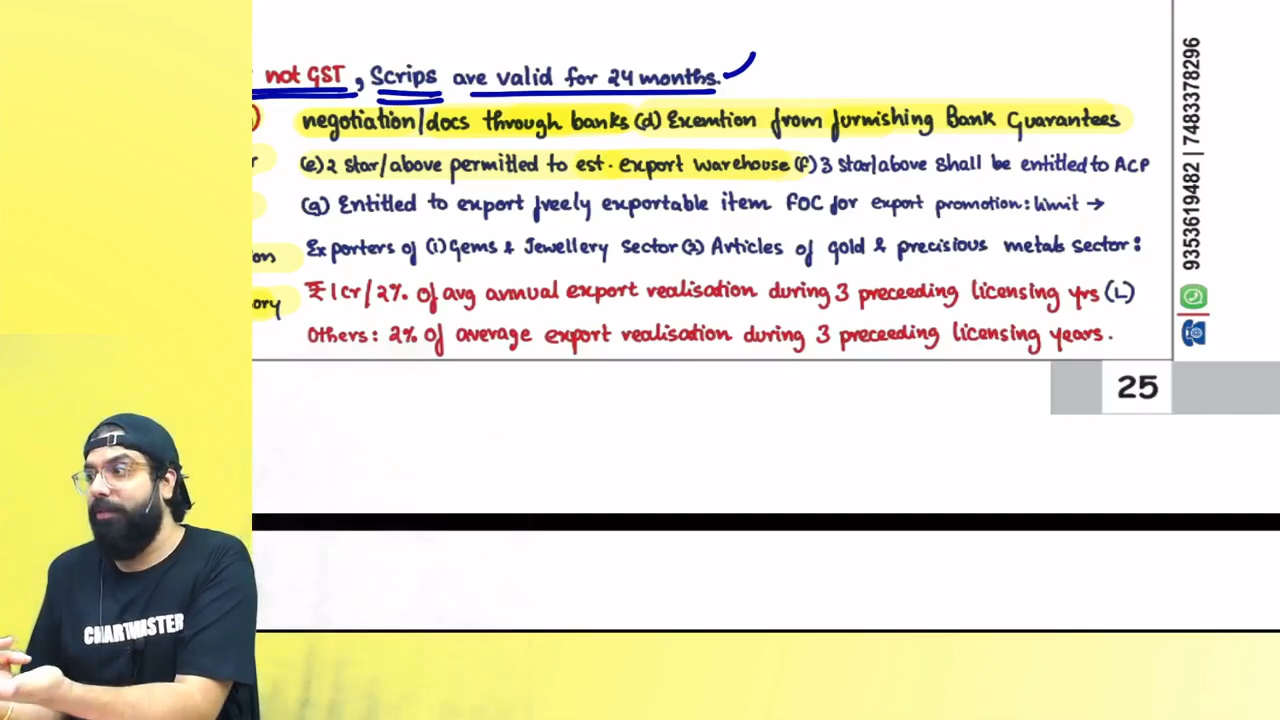 not GST, Scrips are valid for 24 months.
negotiation/docs through banks (d) Exemtion from furnishing Bank Guarantees
r (e) 2 Star/above permitted to est. export warehouse (f) 3 star/above shall be entitled to ACP
(g) Entitled to export freely exportable item FOC for export promotion: limit →
on Exporters of (1) Gems & Jewellery Sector (2) Articles of gold & precisious metals sector:
ory ₹1cr/2% of avg annual export realisation during 3 preceeding licensing yrs (L)
Others: 2% of average export realisation during 3 preceeding licensing years.
25
9353619482 | 7483378296
CHARTMASTER